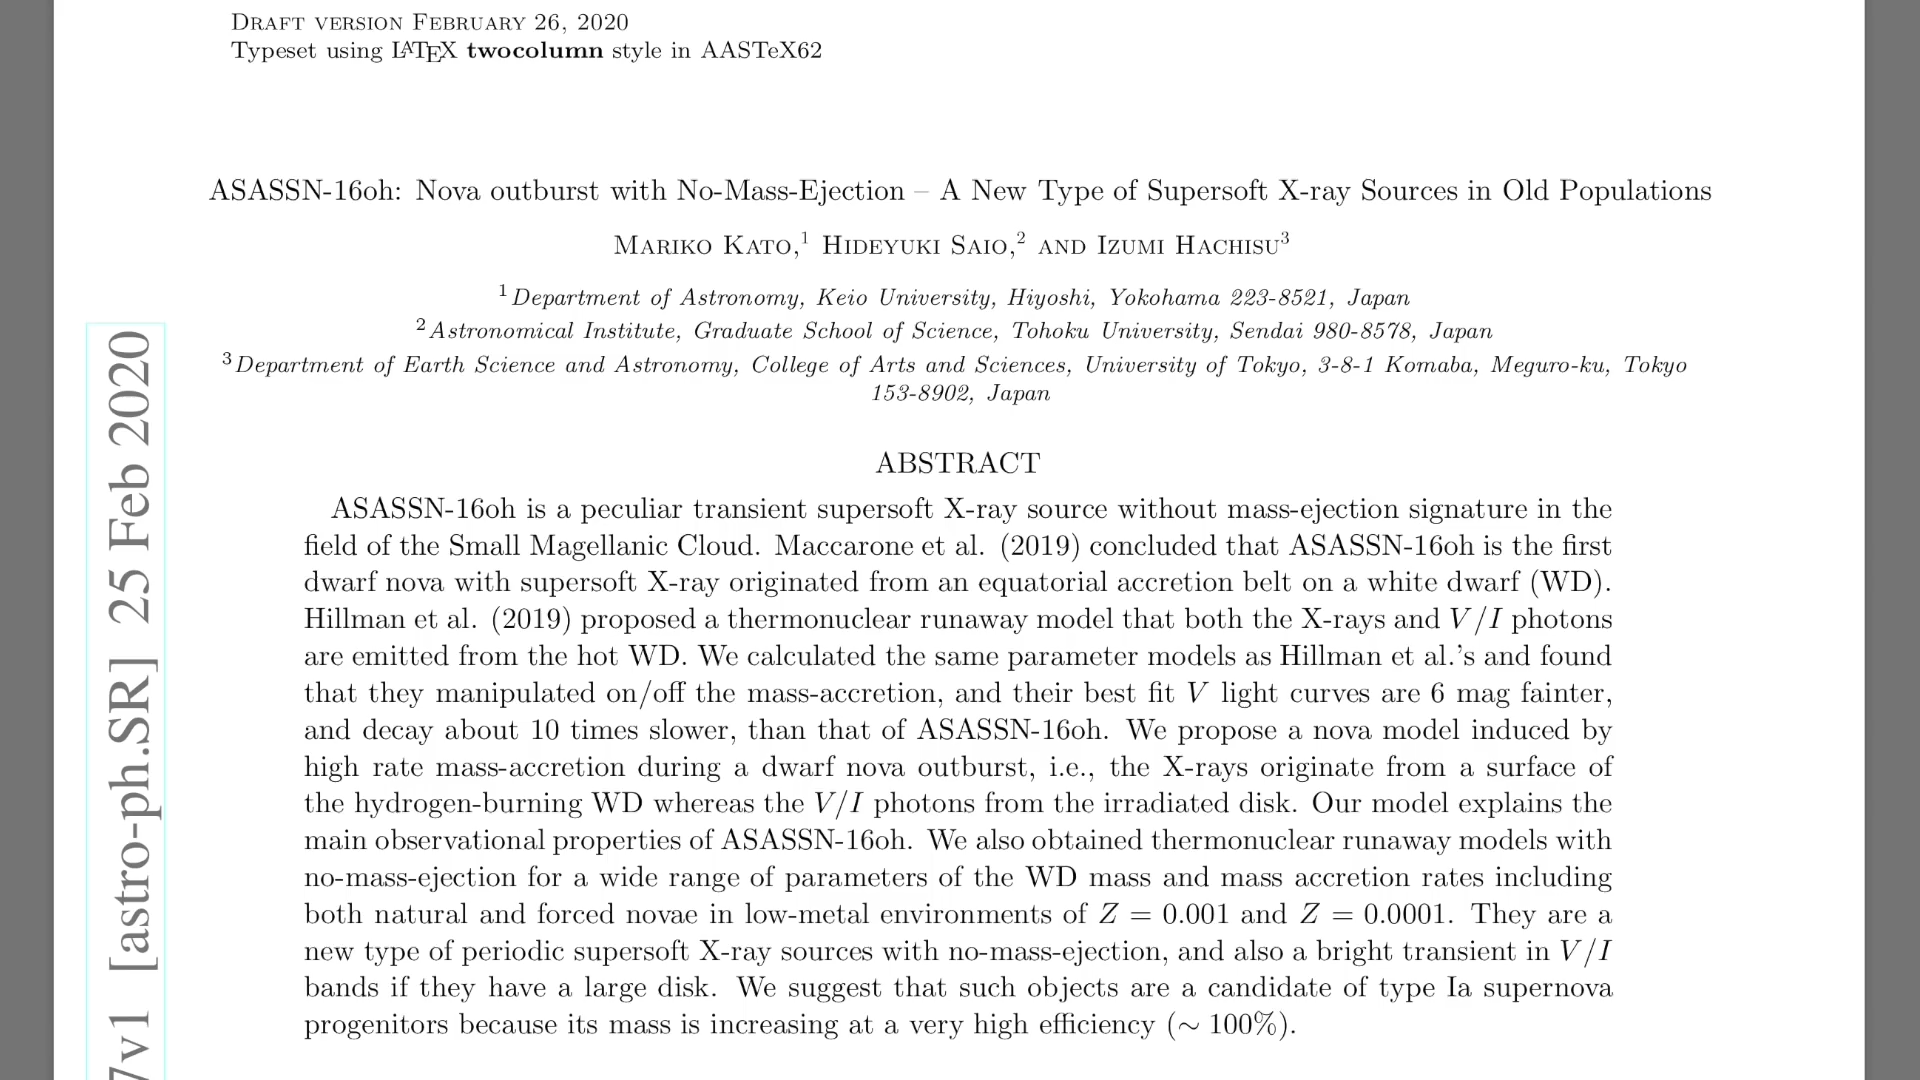 DRAFT VERSION FEBRUARY 26, 2020
Typeset using LATEX twocolumn style in AASTeX62
ASASSN-16oh: Nova outburst with No-Mass-Ejection – A New Type of Supersoft X-ray Sources in Old Populations
MARIKO KATO,1 HIDEYUKI SAIO,2 AND IZUMI HACHISU3
1Department of Astronomy, Keio University, Hiyoshi, Yokohama 223-8521, Japan
2Astronomical Institute, Graduate School of Science, Tohoku University, Sendai 980-8578, Japan
3Department of Earth Science and Astronomy, College of Arts and Sciences, University of Tokyo, 3-8-1 Komaba, Meguro-ku, Tokyo
153-8902, Japan
ABSTRACT
ASASSN-16oh is a peculiar transient supersoft X-ray source without mass-ejection signature in the
field of the Small Magellanic Cloud. Maccarone et al. (2019) concluded that ASASSN-16oh is the first
dwarf nova with supersoft X-ray originated from an equatorial accretion belt on a white dwarf (WD).
Hillman et al. (2019) proposed a thermonuclear runaway model that both the X-rays and V/I photons
are emitted from the hot WD. We calculated the same parameter models as Hillman et al.'s and found
that they manipulated on/off the mass-accretion, and their best fit V light curves are 6 mag fainter,
and decay about 10 times slower, than that of ASASSN-16oh. We propose a nova model induced by
high rate mass-accretion during a dwarf nova outburst, i.e., the X-rays originate from a surface of
the hydrogen-burning WD whereas the V/I photons from the irradiated disk. Our model explains the
main observational properties of ASASSN-16oh. We also obtained thermonuclear runaway models with
no-mass-ejection for a wide range of parameters of the WD mass and mass accretion rates including
both natural and forced novae in low-metal environments of Z = 0.001 and Z = 0.0001. They are a
new type of periodic supersoft X-ray sources with no-mass-ejection, and also a bright transient in V/I
bands if they have a large disk. We suggest that such objects are a candidate of type Ia supernova
progenitors because its mass is increasing at a very high efficiency (~ 100%).
7v1 [astro-ph.SR] 25 Feb 2020